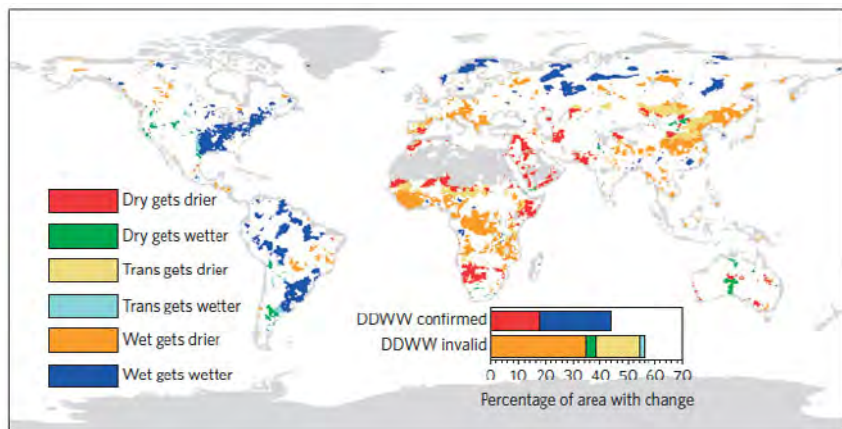 Dry gets drier
Dry gets wetter
Trans gets drier
Trans gets wetter
Wet gets drier
Wet gets wetter
DDWW confirmed
DDWW invalid
0 10 20 30 40 50 60 70
Percentage of area with change